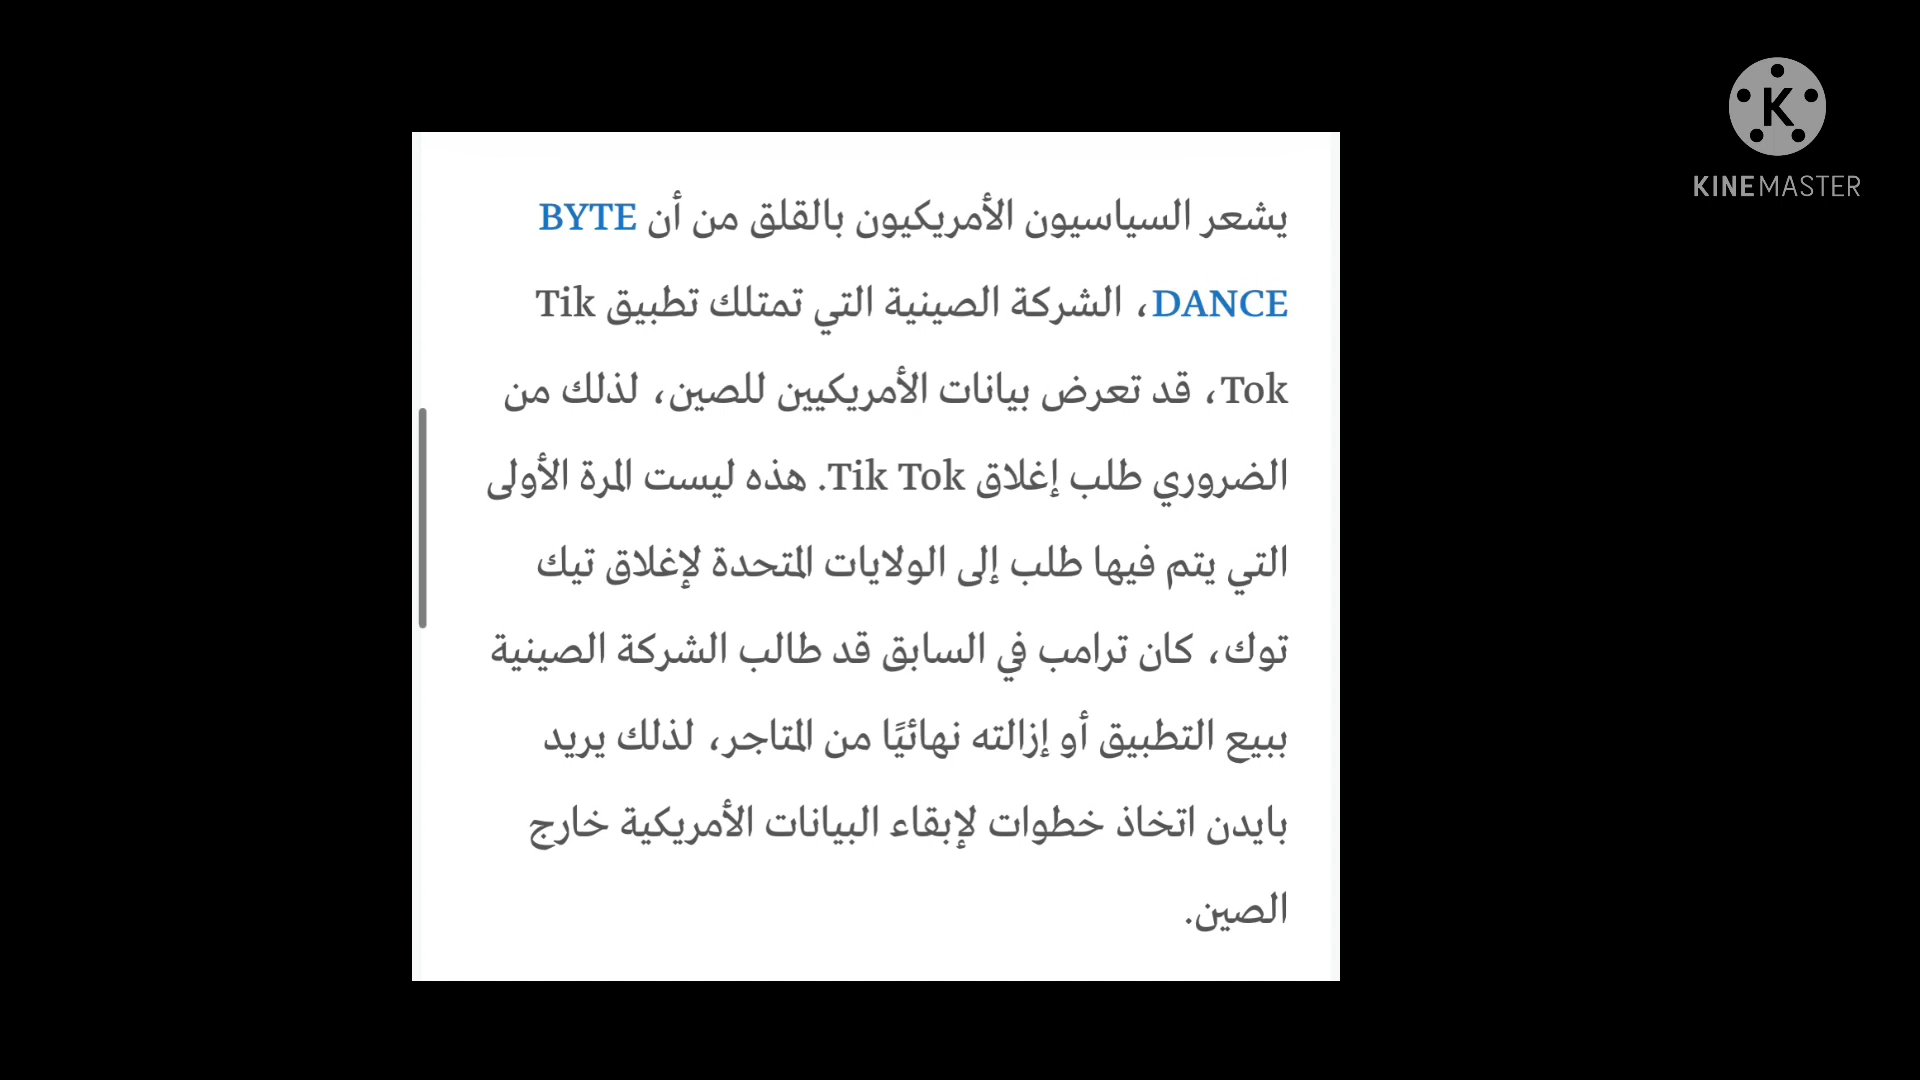 يشعر السياسيون الأمريكيون بالقلق من أن BYTE
DANCE، الشركة الصينية التي تمتلك تطبيق Tik
Tok، قد تعرض بيانات الأمريكيين للصين، لذلك من
الضروري طلب إغلاق Tik Tok. هذه ليست المرة الأولى
التي يتم فيها طلب إلى الولايات المتحدة لإغلاق تيك
توك، كان ترامب في السابق قد طالب الشركة الصينية
ببيع التطبيق أو إزالته نهائيًا من المتاجر، لذلك يريد
بايدن اتخاذ خطوات لإبقاء البيانات الأمريكية خارج
الصين.
K
KINEMASTER